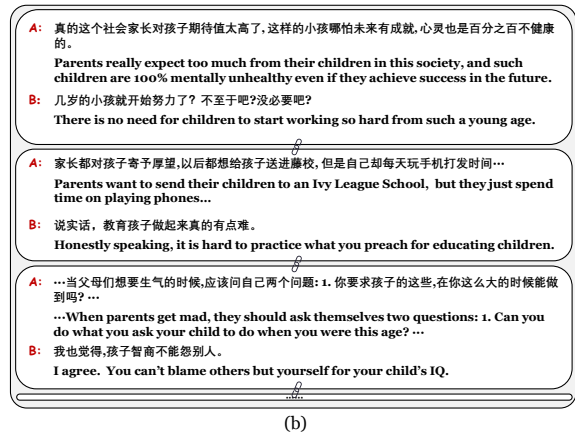 A: 真的这个社会家长对孩子期待值太高了, 这样的小孩哪怕未来有成就, 心灵也是百分之百不健康
的。
Parents really expect too much from their children in this society, and such
children are 100% mentally unhealthy even if they achieve success in the future.
B: 几岁的小孩就开始努力了? 不至于吧?没必要吧?
There is no need for children to start working so hard from such a young age.
A: 家长都对孩子寄予厚望,以后都想给孩子送进藤校, 但是自己却每天玩手机打发时间⋯
Parents want to send their children to an Ivy League School, but they just spend
time on playing phones...
B: 说实话，教育孩子做起来真的有点难。
Honestly speaking, it is hard to practice what you preach for educating children.
A: ⋯当父母们想要生气的时候,应该问自己两个问题: 1. 你要求孩子的这些,在你这么大的时候能做
到吗? ⋯
⋯When parents get mad, they should ask themselves two questions: 1. Can you
do what you ask your child to do when you were this age? ⋯
B: 我也觉得,孩子智商不能怨别人。
I agree. You can't blame others but yourself for your child's IQ.
......
(b)